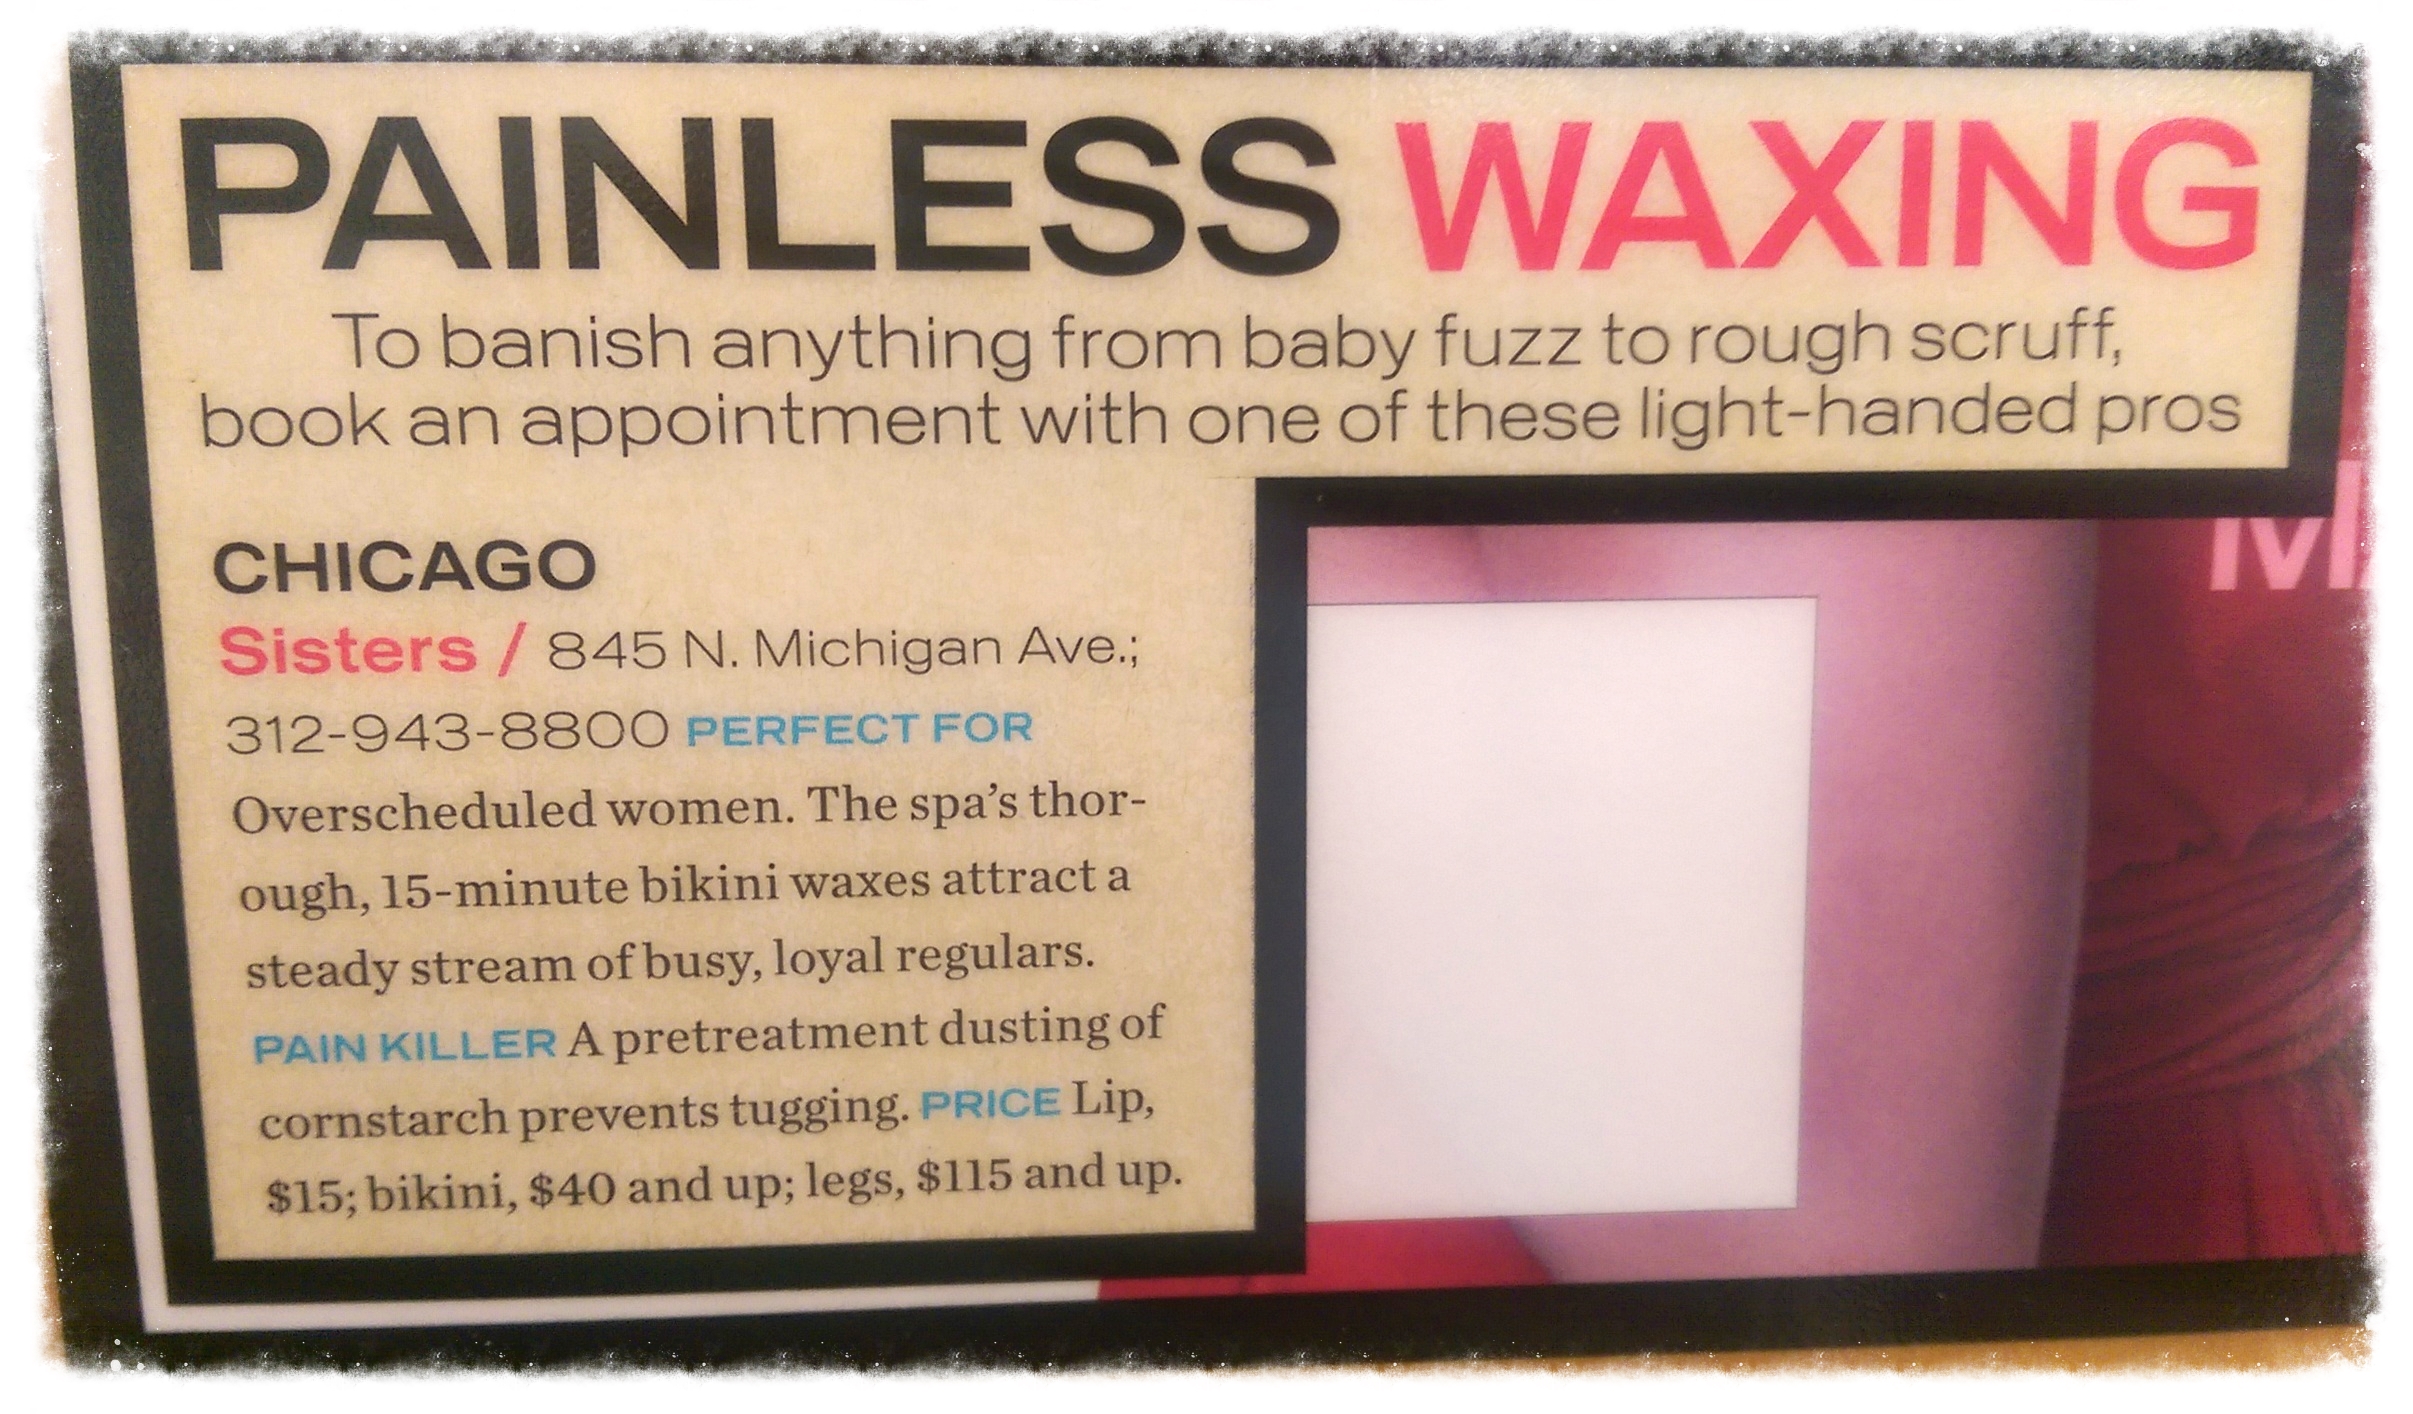 PAINLESS WAXING
To banish anything from baby fuzz to rough scruff,
book an appointment with one of these light-handed pros
CHICAGO
Sisters / 845 N. Michigan Ave.;
312-943-8800 PERFECT FOR
Overscheduled women. The spa's thor-
ough, 15-minute bikini waxes attract a
steady stream of busy, loyal regulars.
PAIN KILLER A pretreatment dusting of
cornstarch prevents tugging. PRICE Lip,
$15; bikini, $40 and up; legs, $115 and up.